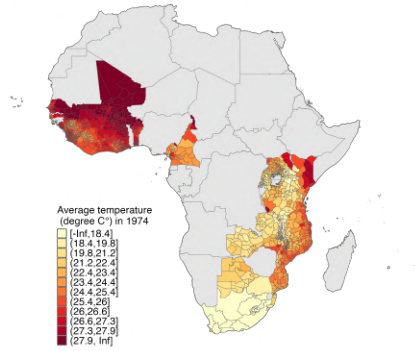 Average temperature
(degree C°) in 1974
[-Inf,18.4]
(18.4,19.8]
(19.8,21.2]
(21.2,22.4]
(22.4,23.4]
(23.4,24.4]
(24.4,25.4]
(25.4,26]
(26,26.6]
(26.6,27.3]
(27.3,27.9]
(27.9, Inf]